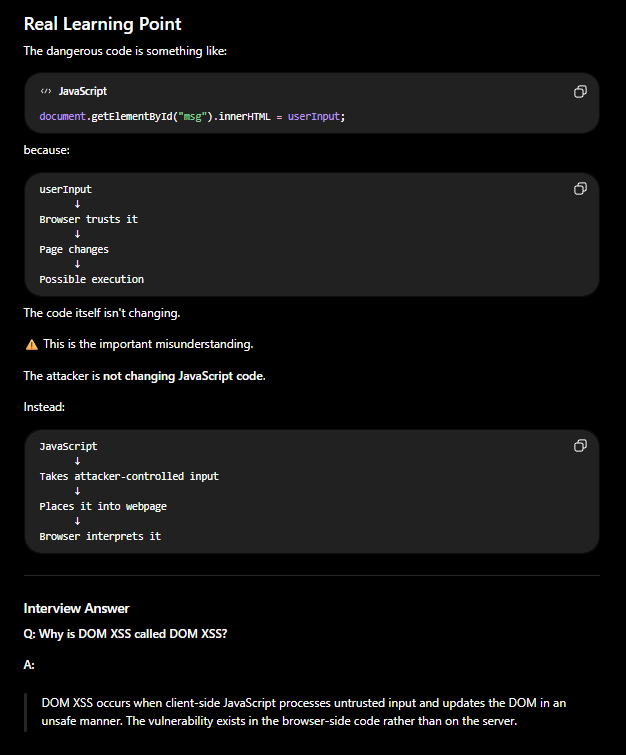 Real Learning Point
The dangerous code is something like:
</> JavaScript
document.getElementById("msg").innerHTML = userInput;
because:
userInput
↓
Browser trusts it
↓
Page changes
↓
Possible execution
The code itself isn't changing.
⚠️ This is the important misunderstanding.
The attacker is not changing JavaScript code.
Instead:
JavaScript
↓
Takes attacker-controlled input
↓
Places it into webpage
↓
Browser interprets it
Interview Answer
Q: Why is DOM XSS called DOM XSS?
A:
DOM XSS occurs when client-side JavaScript processes untrusted input and updates the DOM in an
unsafe manner. The vulnerability exists in the browser-side code rather than on the server.